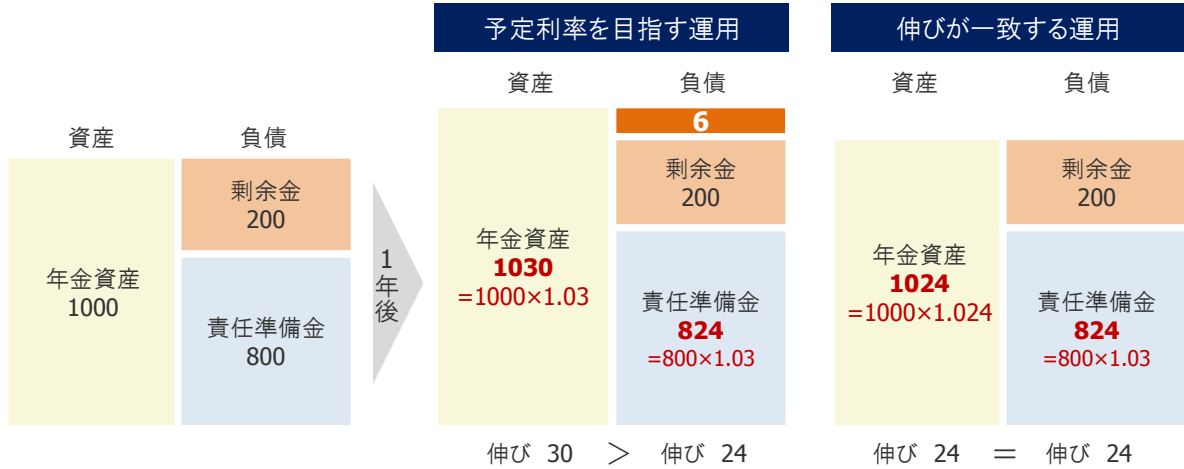 資産
負債
年金資産
1000
剰余金
200
責任準備金
800
1年後
予定利率を目指す運用
資産
負債
年金資産
1030
=1000×1.03
6
剰余金
200
責任準備金
824
=800×1.03
伸び 30 > 伸び 24
伸びが一致する運用
資産
負債
年金資産
1024
=1000×1.024
剰余金
200
責任準備金
824
=800×1.03
伸び 24 = 伸び 24